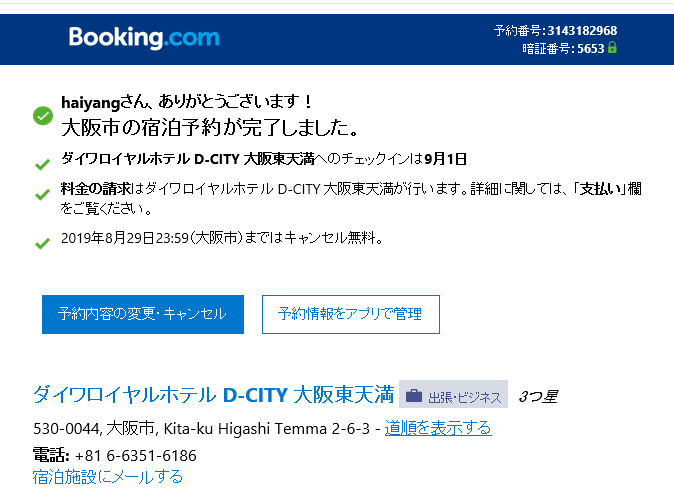 Booking.com
予約番号:3143182968
暗証番号:5653
haiyangさん、ありがとうございます！
大阪市の宿泊予約が完了しました。
ダイワロイヤルホテル D-CITY 大阪東天満へのチェックインは9月1日
料金の請求はダイワロイヤルホテル D-CITY 大阪東天満が行います。詳細に関しては、「支払い」欄
をご覧ください。
2019年8月29日23:59（大阪市）まではキャンセル無料。
予約内容の変更・キャンセル
予約情報をアプリで管理
ダイワロイヤルホテル D-CITY 大阪東天満 出張・ビジネス 3つ星
530-0044, 大阪市, Kita-ku Higashi Temma 2-6-3 - 道順を表示する
電話: +81 6-6351-6186
宿泊施設にメールする